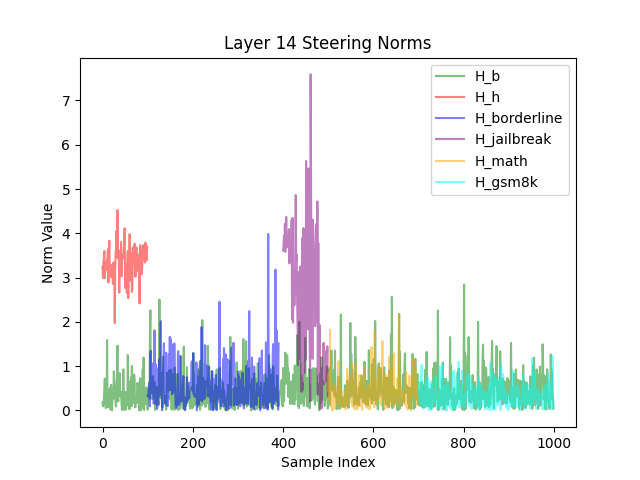 Layer 14 Steering Norms
Norm Value
7
6
5
4
3
2
1
0
0
200
400
600
800
1000
Sample Index
H_b
H_h
H_borderline
H_jailbreak
H_math
H_gsm8k